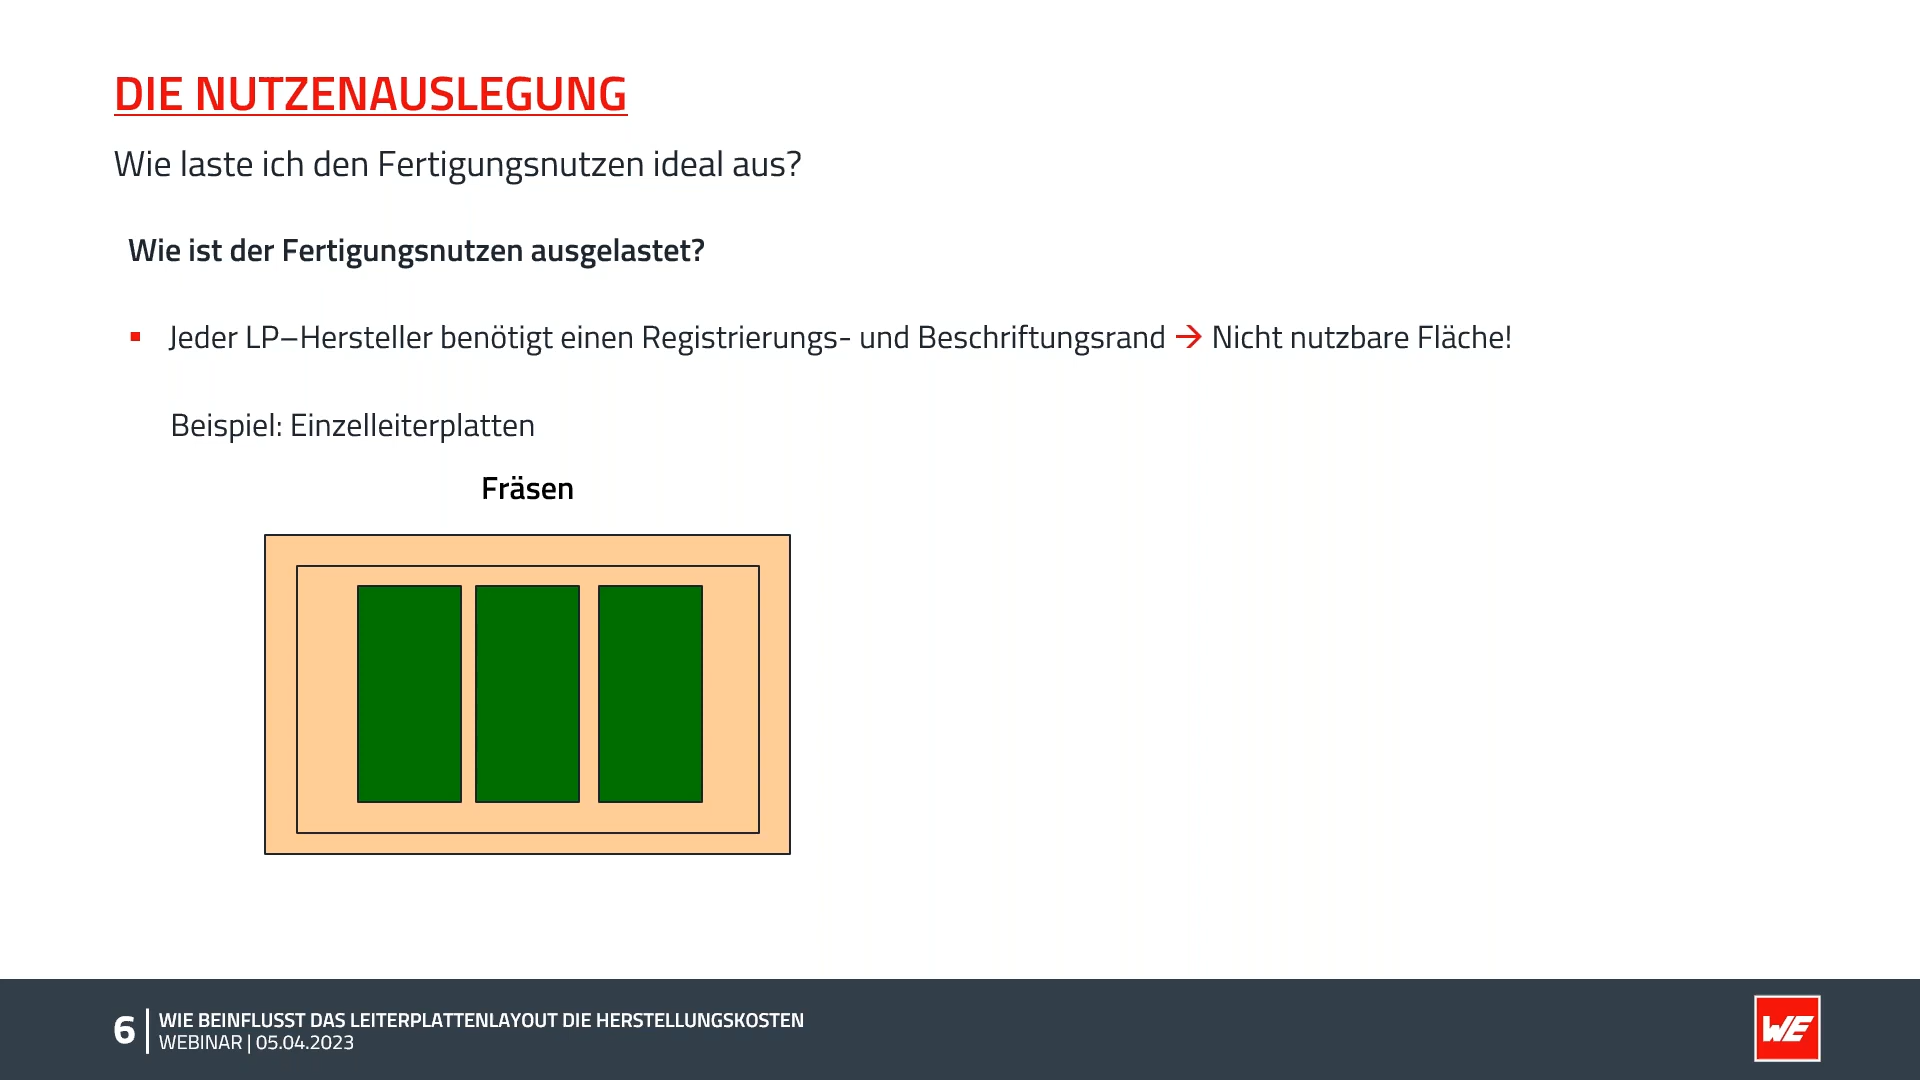 DIE NUTZENAUSLEGUNG
Wie laste ich den Fertigungsnutzen ideal aus?
Wie ist der Fertigungsnutzen ausgelastet?
▪ Jeder LP–Hersteller benötigt einen Registrierungs- und Beschriftungsrand → Nicht nutzbare Fläche!
Beispiel: Einzelleiterplatten
Fräsen
6
WIE BEINFLUSST DAS LEITERPLATTENLAYOUT DIE HERSTELLUNGSKOSTEN
WEBINAR | 05.04.2023
WE